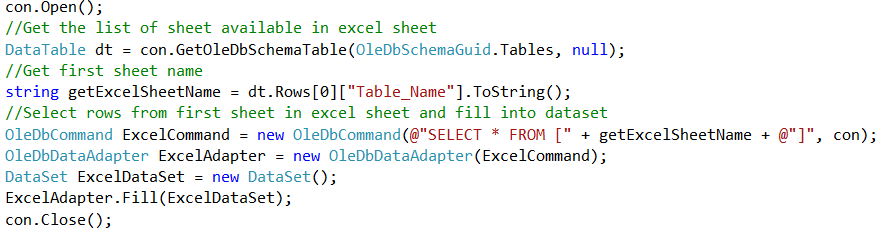 con.Open();
//Get the list of sheet available in excel sheet
DataTable dt = con.GetOleDbSchemaTable(OleDbSchemaGuid.Tables, null);
//Get first sheet name
string getExcelSheetName = dt.Rows[0]["Table_Name"].ToString();
//Select rows from first sheet in excel sheet and fill into dataset
OleDbCommand ExcelCommand = new OleDbCommand(@"SELECT * FROM [" + getExcelSheetName + @"]", con);
OleDbDataAdapter ExcelAdapter = new OleDbDataAdapter(ExcelCommand);
DataSet ExcelDataSet = new DataSet();
ExcelAdapter.Fill(ExcelDataSet);
con.Close();